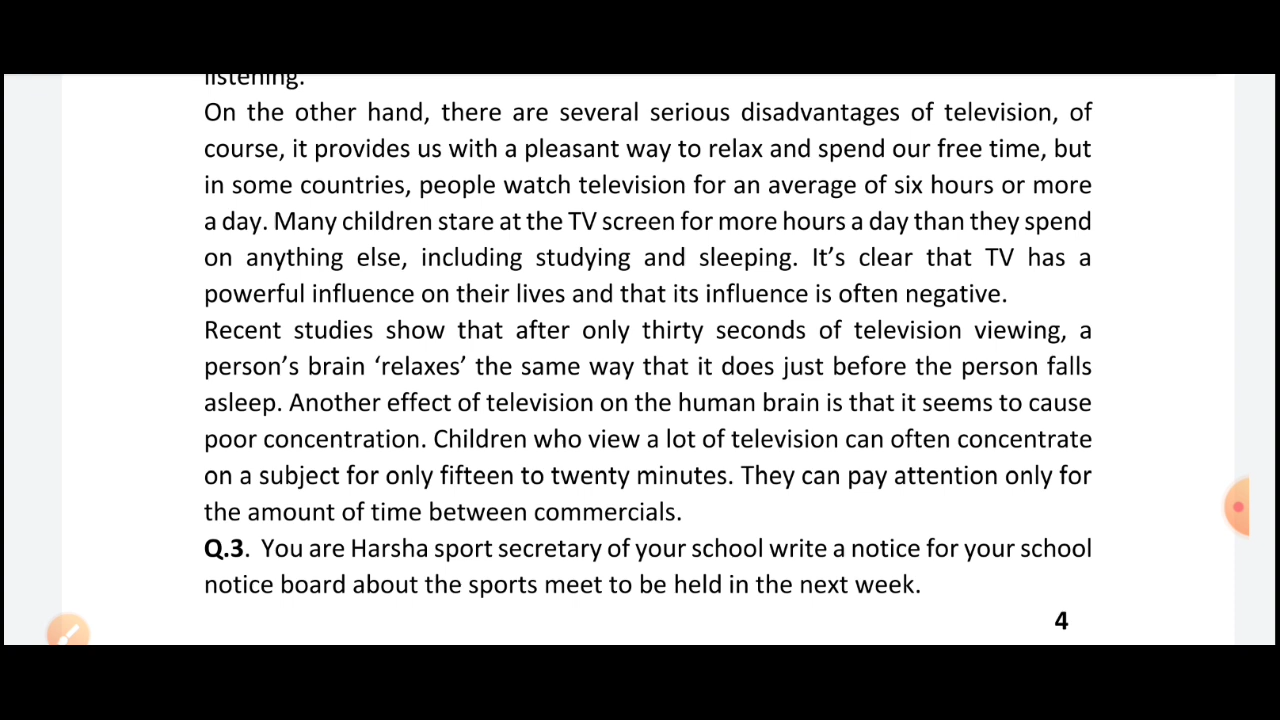 listening.
On the other hand, there are several serious disadvantages of television, of
course, it provides us with a pleasant way to relax and spend our free time, but
in some countries, people watch television for an average of six hours or more
a day. Many children stare at the TV screen for more hours a day than they spend
on anything else, including studying and sleeping. It’s clear that TV has a
powerful influence on their lives and that its influence is often negative.
Recent studies show that after only thirty seconds of television viewing, a
person’s brain ‘relaxes’ the same way that it does just before the person falls
asleep. Another effect of television on the human brain is that it seems to cause
poor concentration. Children who view a lot of television can often concentrate
on a subject for only fifteen to twenty minutes. They can pay attention only for
the amount of time between commercials.
Q.3. You are Harsha sport secretary of your school write a notice for your school
notice board about the sports meet to be held in the next week.
4